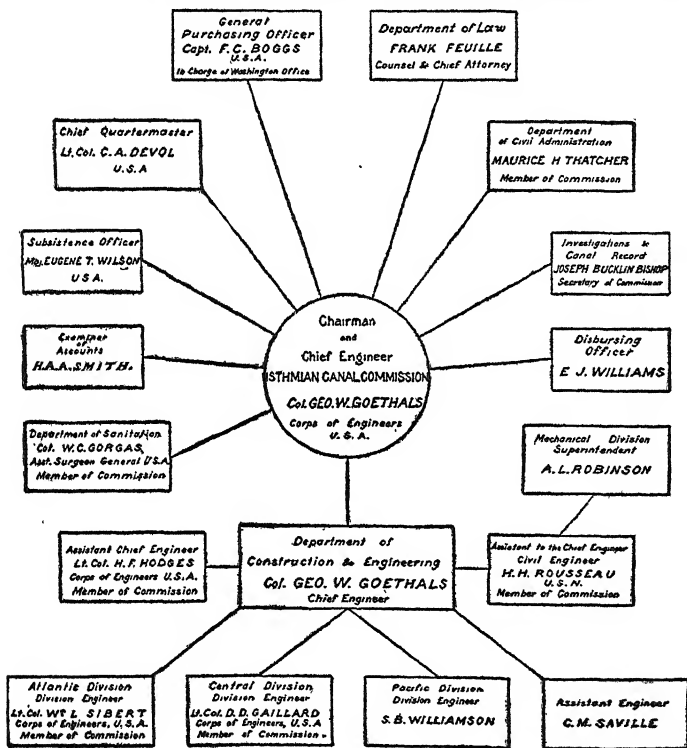 General
Purchasing Officer
Capt. F.C. BOGGS
U.S.A.
In Charge of Washington Office
Department of Law
FRANK FEUILLE
Counsel & Chief Attorney
Chief Quartermaster
Lt. Col. C.A. DEVOL
U.S.A
Department
of Civil Administration
MAURICE H THATCHER
Member of Commission
Subsistence Officer
Maj. EUGENE T. WILSON
U S A.
Investigations &
Canal Record
JOSEPH BUCKLIN BISHOP
Secretary of Commission
Examiner
of
Accounts
H.A.A. SMITH.
Chairman
and
Chief Engineer
ISTHMIAN CANAL COMMISSION
Col. GEO. W. GOETHALS
Corps of Engineers
U.S.A.
Disbursing
Officer
E J. WILLIAMS
Department of Sanitation
Col. W.C. GORGAS,
Asst. Surgeon General U.S.A.
Member of Commission
Mechanical Division
Superintendent
A.L. ROBINSON
Assistant Chief Engineer
Lt. Col. H.F. HODGES
Corps of Engineers U.S.A.
Member of Commission
Department of
Construction & Engineering
Col. GEO. W. GOETHALS
Chief Engineer
Assistant to the Chief Engineer
Civil Engineer
H.H. ROUSSEAU
U.S.N.
Member of Commission
Atlantic Division
Division Engineer
Lt. Col. Wm L SIBERT
Corps of Engineers, U.S.A.
Member of Commission
Central Division
Division Engineer
Lt. Col. D.D. GAILLARD
Corps of Engineers, U.S.A
Member of Commission.
Pacific Division
Division Engineer
S.B. WILLIAMSON
Assistant Engineer
C.M. SAVILLE